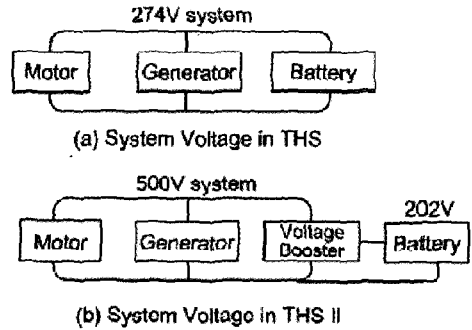 274V system
Motor Generator Battery
(a) System Voltage in THS
500V system
202V
Motor Generator Voltage Booster Battery
(b) System Voltage in THS II